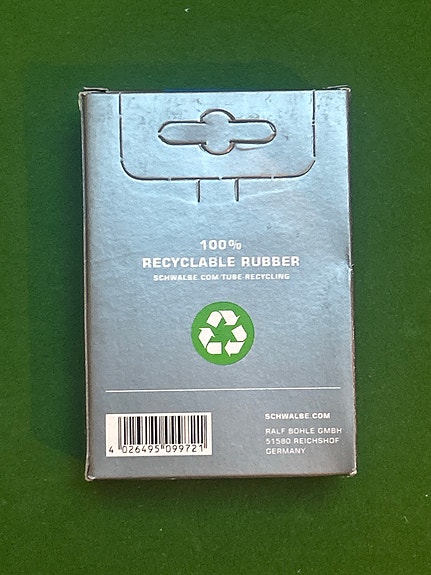 100%
RECYCLABLE RUBBER
SCHWALBE.COM/TUBE-RECYCLING
4 026495 099721
SCHWALBE.COM
RALF BOHLE GMBH
51580 REICHSHOF
GERMANY